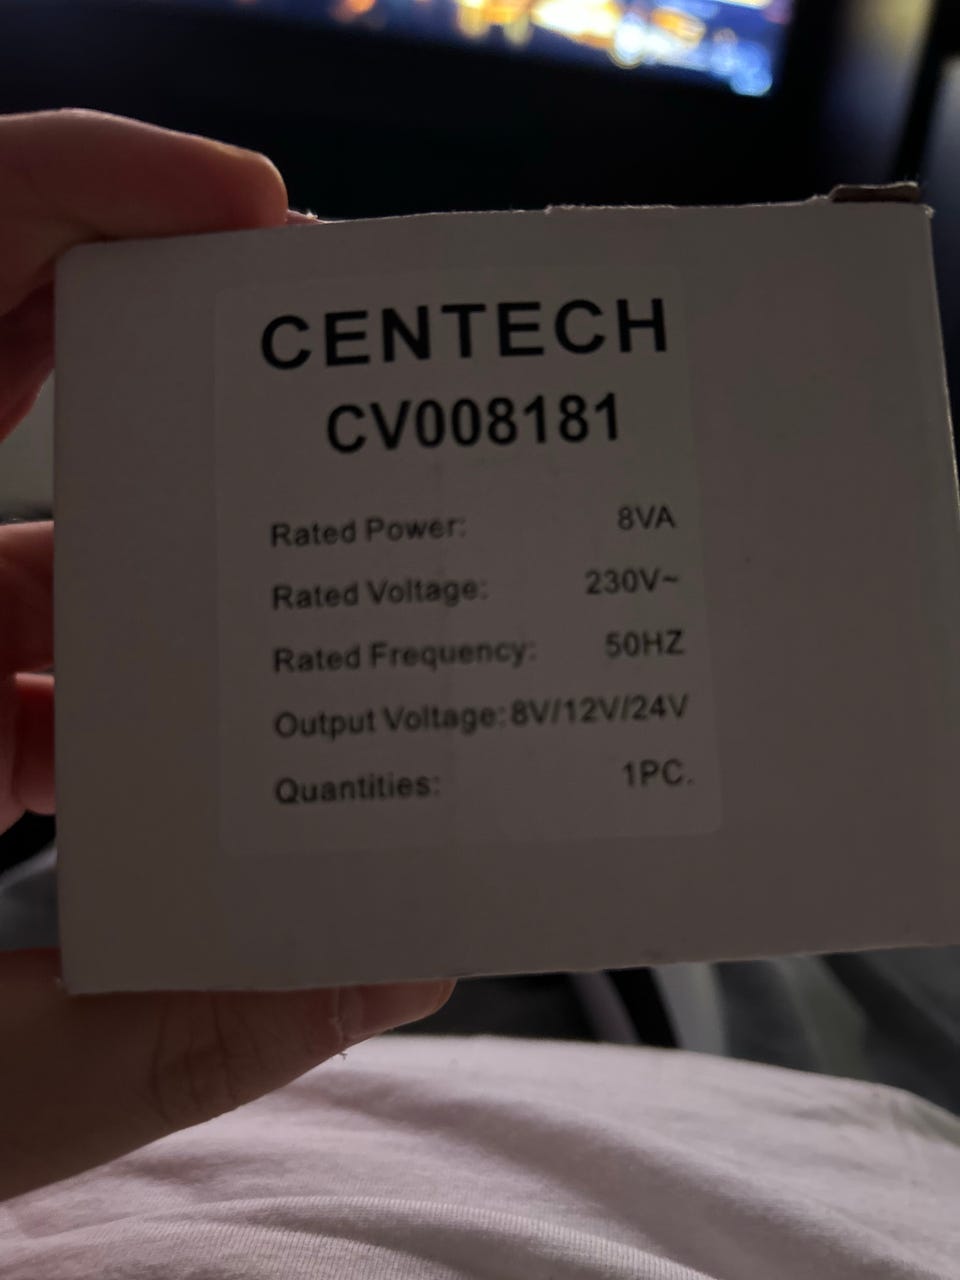 CENTECH
CV008181
Rated Power: 8VA
Rated Voltage: 230V~
Rated Frequency: 50HZ
Output Voltage: 8V/12V/24V
Quantities: 1PC.